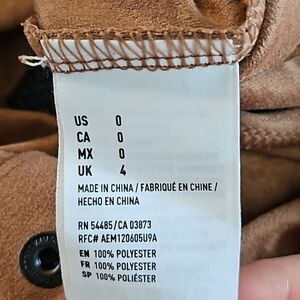 US 0
CA 0
MX 0
UK 4
MADE IN CHINA / FABRIQUÉ EN CHINE /
HECHO EN CHINA
RN 54485/CA 03873
RFC# AEM120605U9A
EN 100% POLYESTER
FR 100% POLYESTER
SP 100% POLIÉSTER